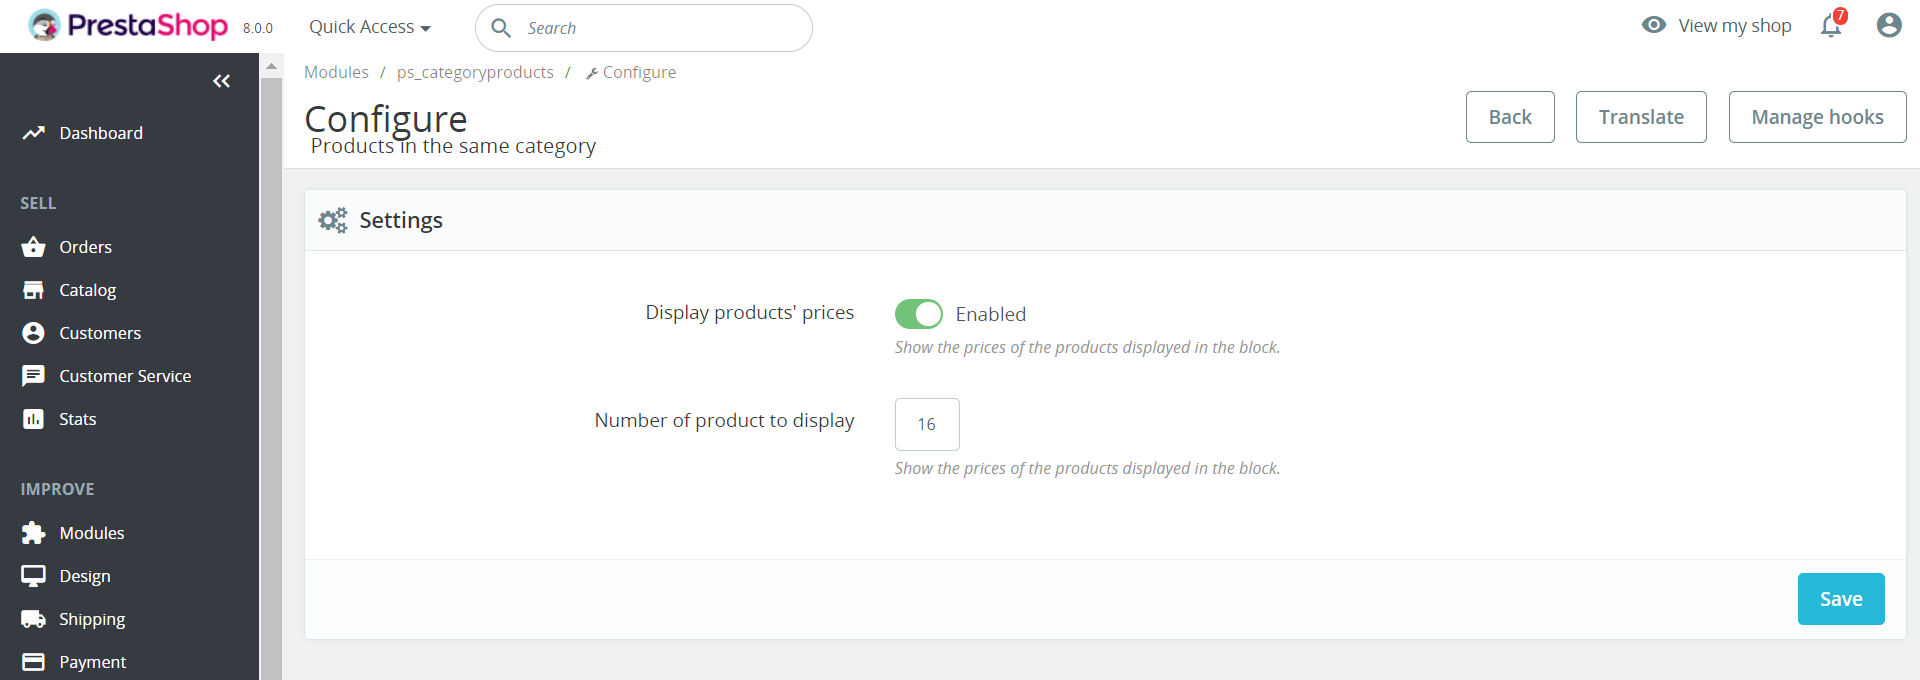 PrestaShop 8.0.0 Quick Access Search View my shop 7
Modules / ps_categoryproducts / Configure
Configure
Products in the same category
Back Translate Manage hooks
Dashboard
SELL
Orders
Catalog
Customers
Customer Service
Stats
IMPROVE
Modules
Design
Shipping
Payment
Settings
Display products' prices Enabled
Show the prices of the products displayed in the block.
Number of product to display 16
Show the prices of the products displayed in the block.
Save